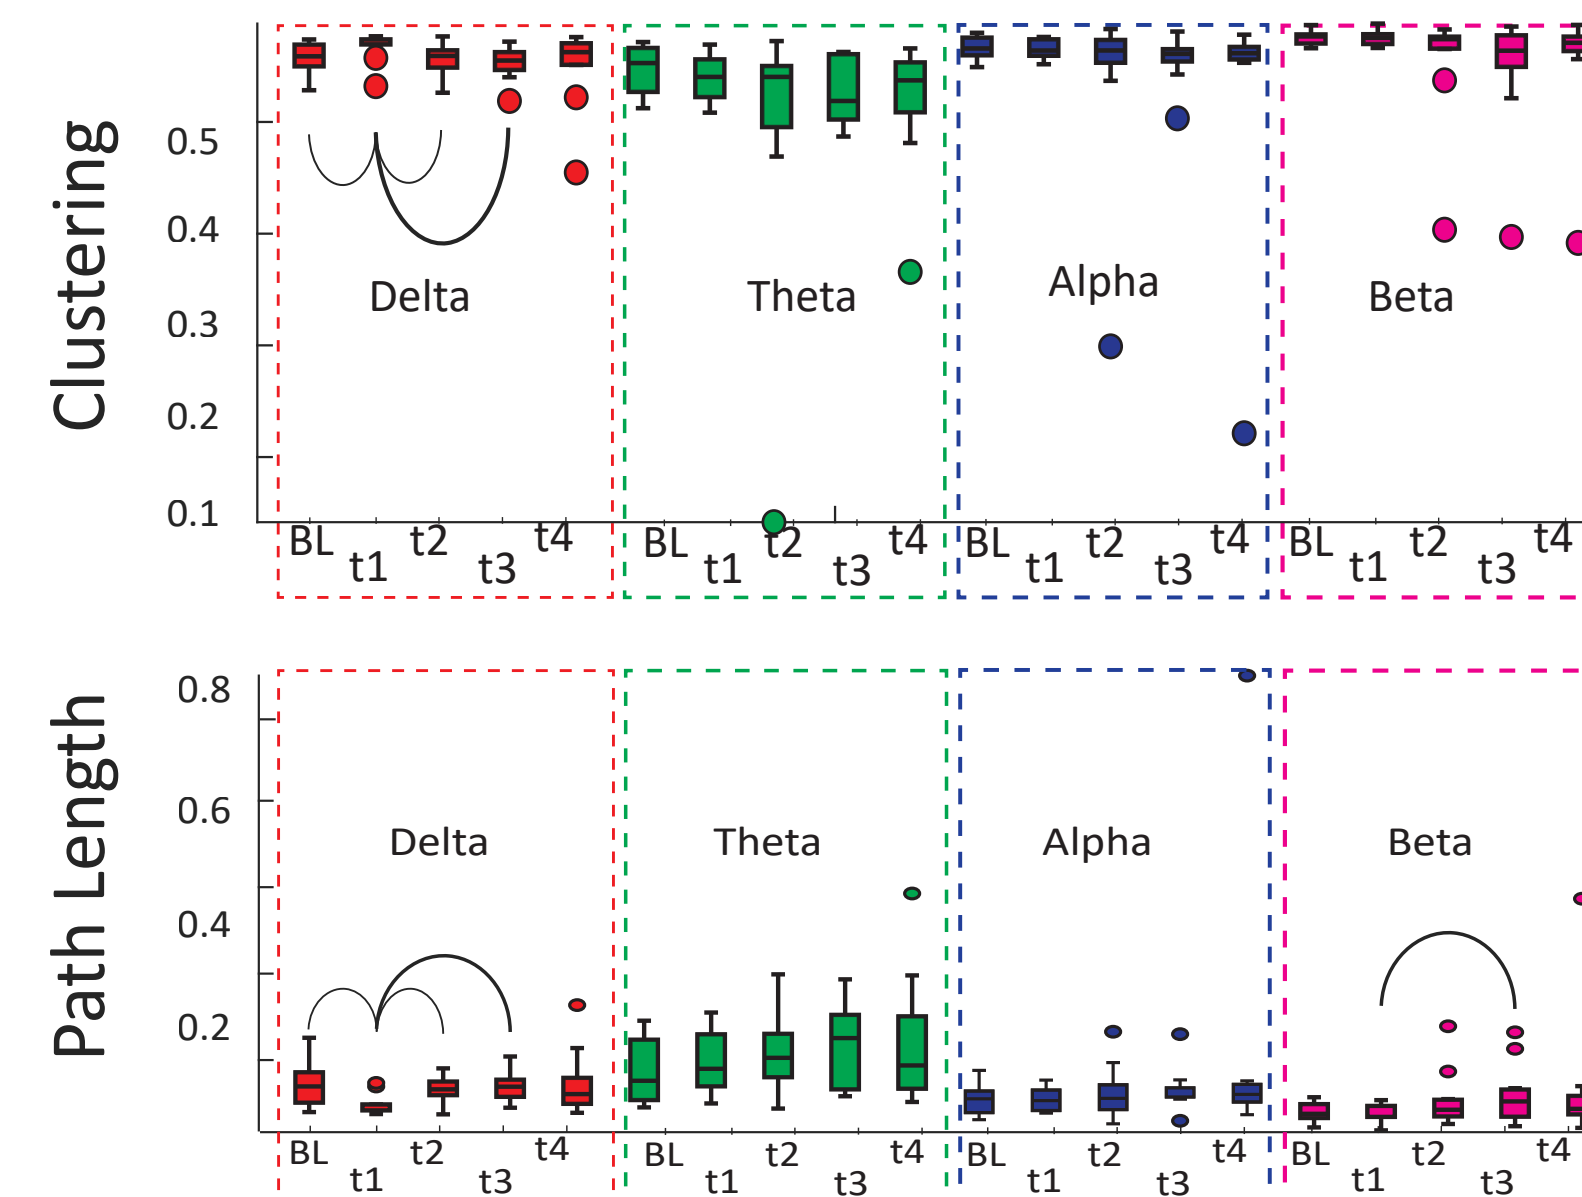 Clustering
0.5
0.4
0.3
0.2
0.1
Delta
Theta
Alpha
Beta
BL t1 t2 t3 t4
BL t1 t2 t3 t4
BL t1 t2 t3 t4
BL t1 t2 t3 t4
Path Length
0.8
0.6
0.4
0.2
Delta
Theta
Alpha
Beta
BL t1 t2 t3 t4
BL t1 t2 t3 t4
BL t1 t2 t3 t4
BL t1 t2 t3 t4